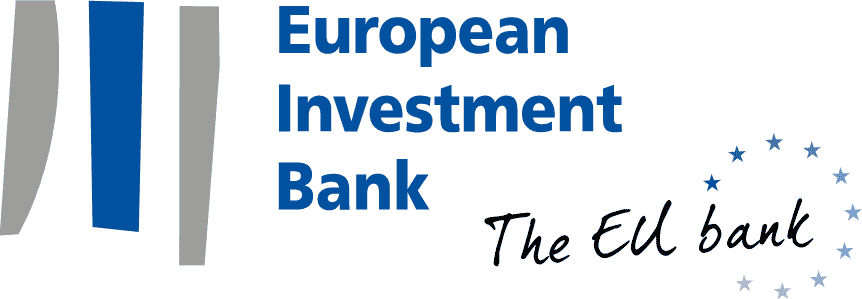 European
Investment
Bank
The EU bank